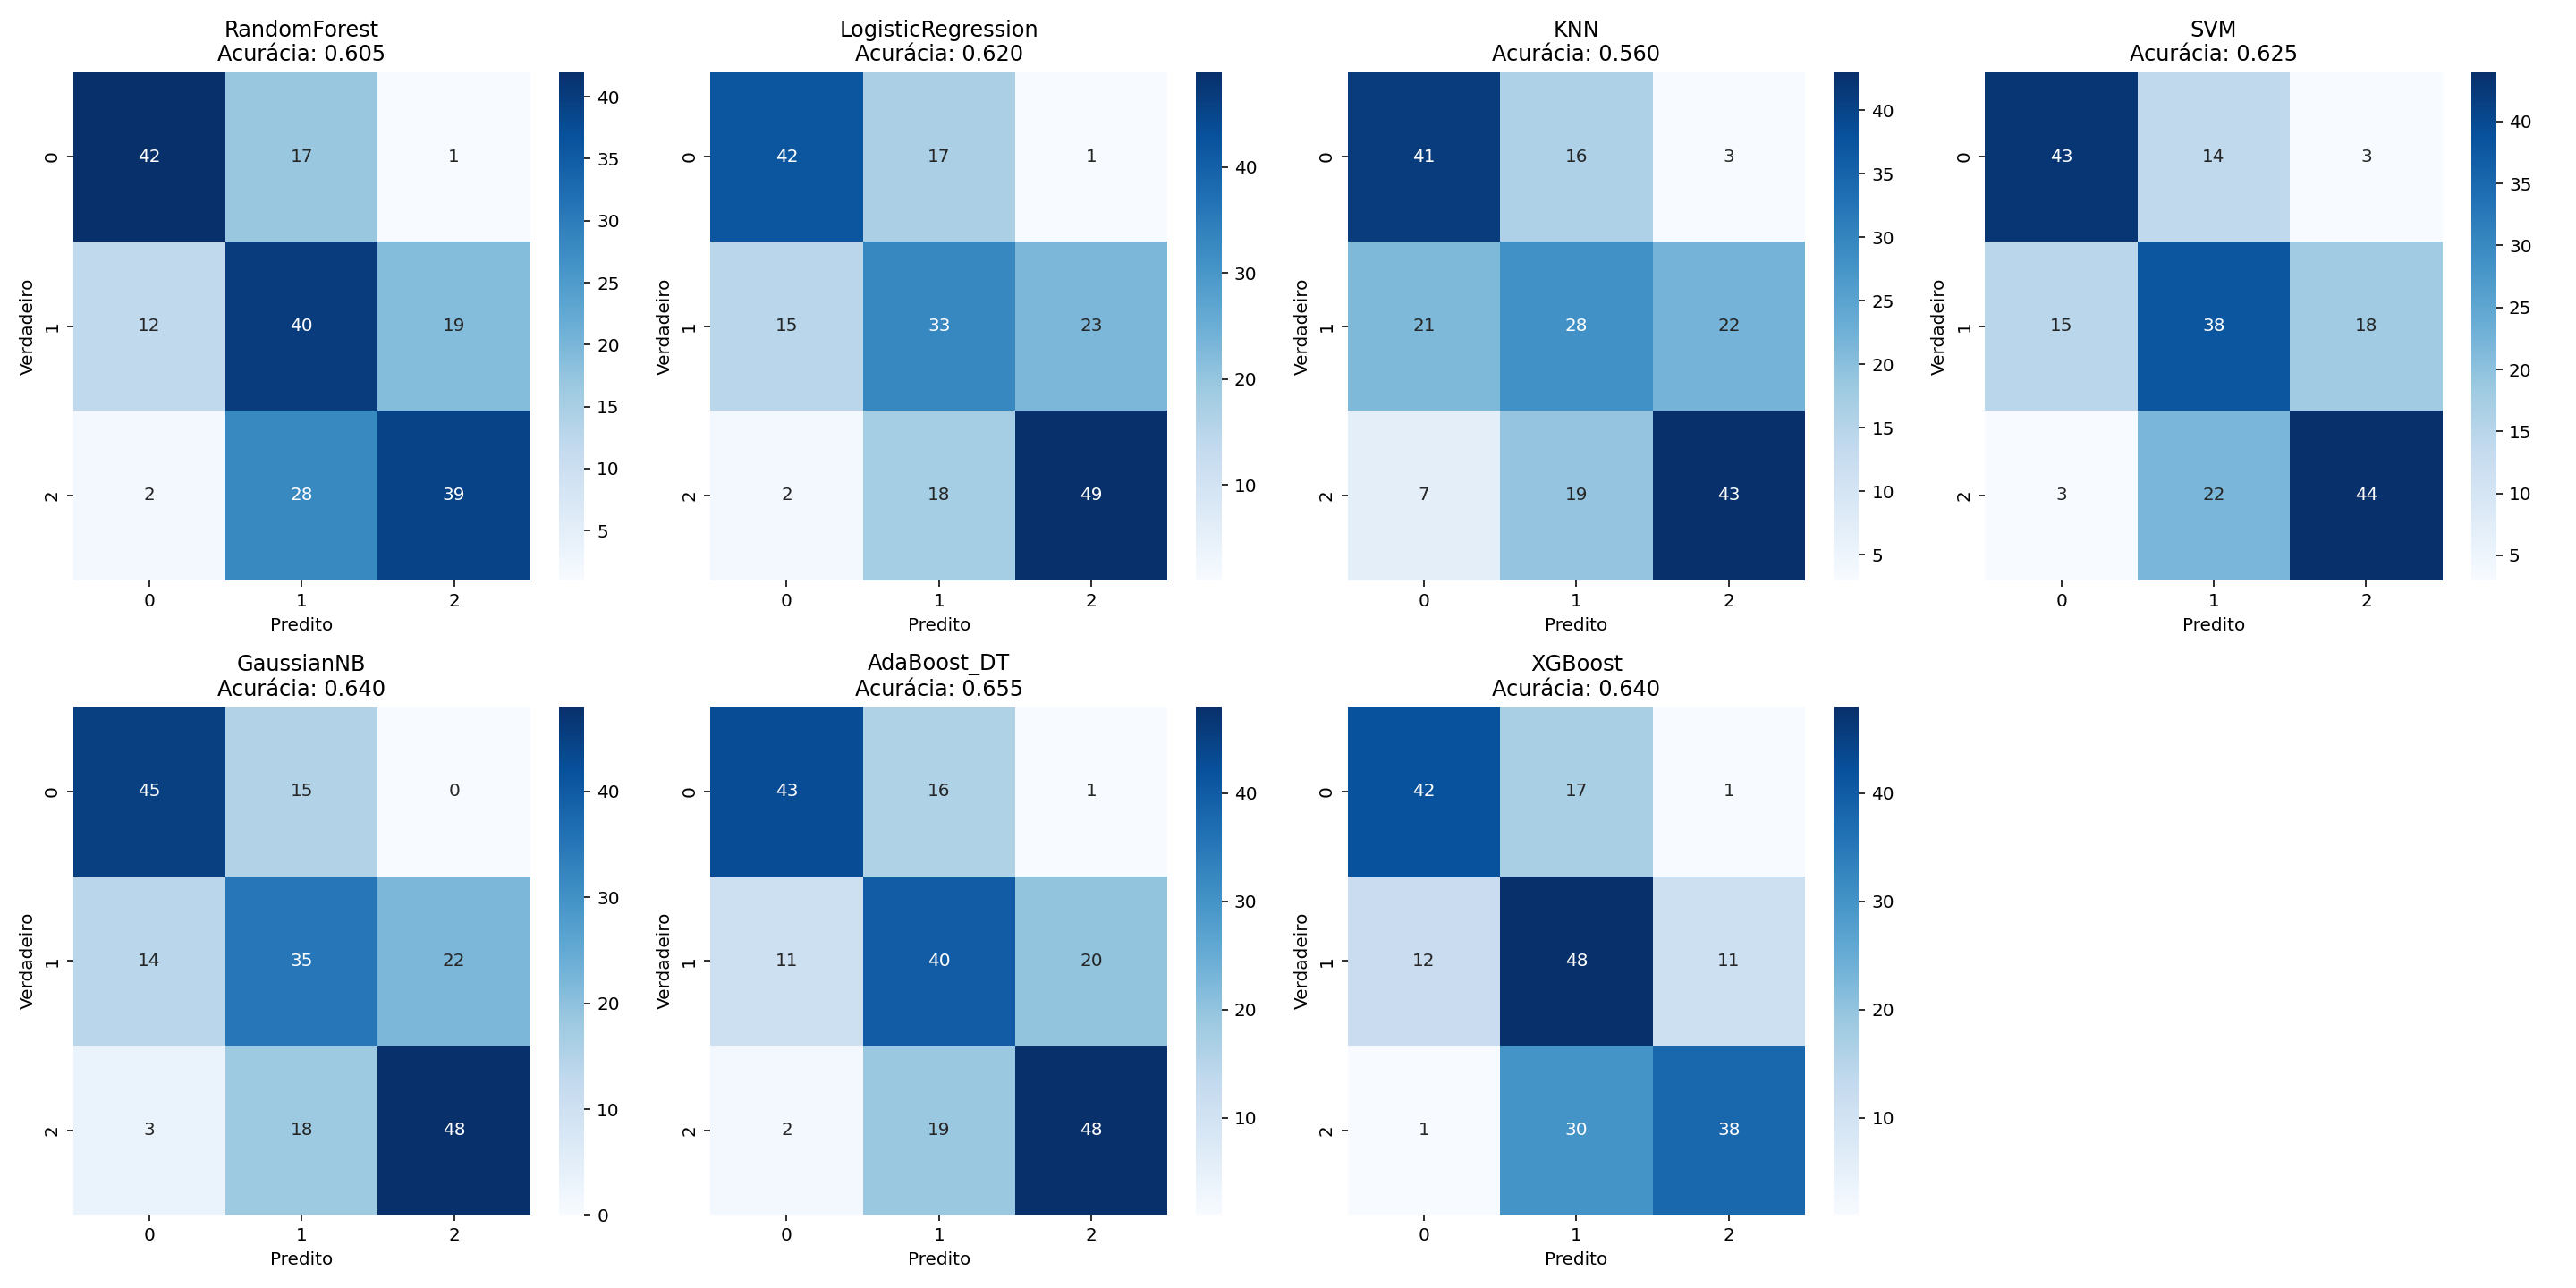 RandomForest
Acurácia: 0.605
42 17 1
12 40 19
2 28 39
0
1
2
Verdadeiro
0 1 2
Predito
40
35
30
25
20
15
10
5
LogisticRegression
Acurácia: 0.620
42 17 1
15 33 23
2 18 49
0
1
2
Verdadeiro
0 1 2
Predito
40
30
20
10
KNN
Acurácia: 0.560
41 16 3
21 28 22
7 19 43
0
1
2
Verdadeiro
0 1 2
Predito
40
35
30
25
20
15
10
5
SVM
Acurácia: 0.625
43 14 3
15 38 18
3 22 44
0
1
2
Verdadeiro
0 1 2
Predito
40
35
30
25
20
15
10
5
GaussianNB
Acurácia: 0.640
45 15 0
14 35 22
3 18 48
0
1
2
Verdadeiro
0 1 2
Predito
40
30
20
10
0
AdaBoost_DT
Acurácia: 0.655
43 16 1
11 40 20
2 19 48
0
1
2
Verdadeiro
0 1 2
Predito
40
30
20
10
XGBoost
Acurácia: 0.640
42 17 1
12 48 11
1 30 38
0
1
2
Verdadeiro
0 1 2
Predito
40
30
20
10